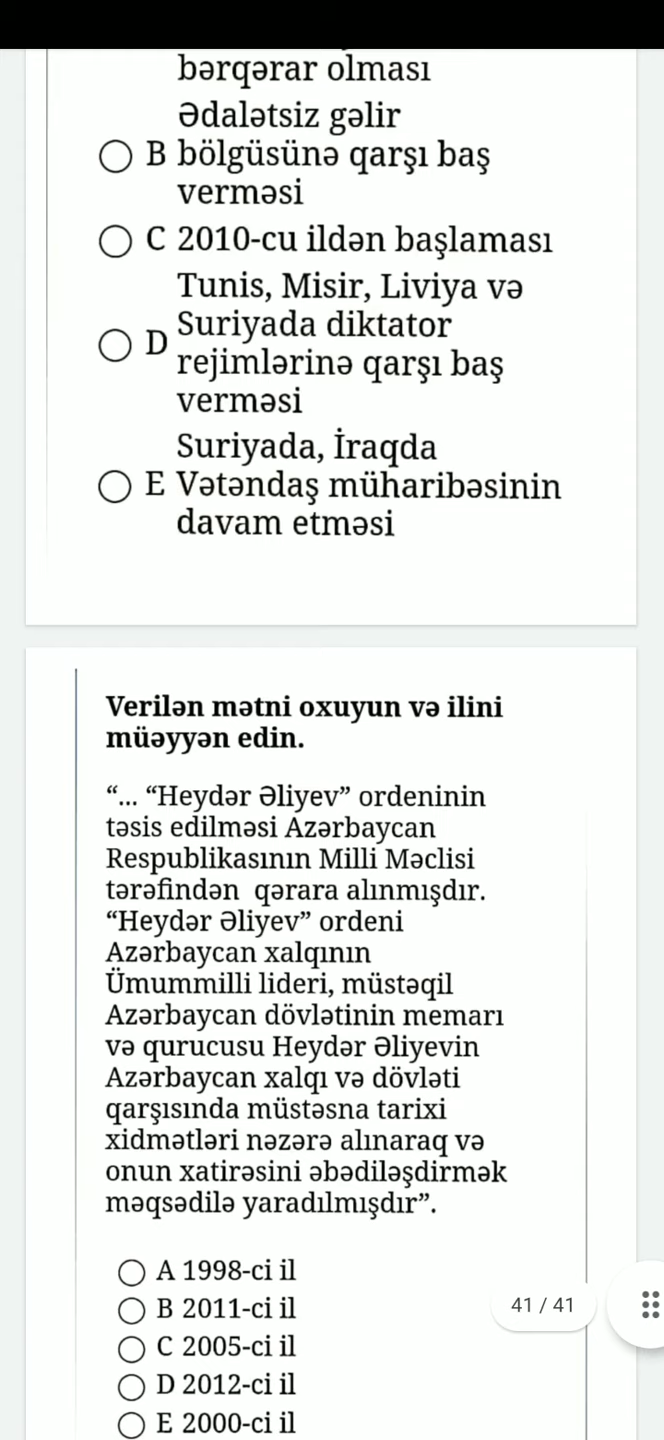 bərqərar olması
Ədalətsiz gəlir
B bölgüsünə qarşı baş
verməsi
C 2010-cu ildən başlaması
Tunis, Misir, Liviya və
D Suriyada diktator
rejimlərinə qarşı baş
verməsi
Suriyada, İraqda
E Vətəndaş müharibəsinin
davam etməsi
Verilən mətni oxuyun və ilini
müəyyən edin.
“... “Heydər Əliyev” ordeninin
təsis edilməsi Azərbaycan
Respublikasının Milli Məclisi
tərəfindən qərara alınmışdır.
“Heydər Əliyev” ordeni
Azərbaycan xalqının
Ümummilli lideri, müstəqil
Azərbaycan dövlətinin memarı
və qurucusu Heydər Əliyevin
Azərbaycan xalqı və dövləti
qarşısında müstəsna tarixi
xidmətləri nəzərə alınaraq və
onun xatirəsini əbədiləşdirmək
məqsədilə yaradılmışdır”.
A 1998-ci il
B 2011-ci il
41 / 41
C 2005-ci il
D 2012-ci il
E 2000-ci il